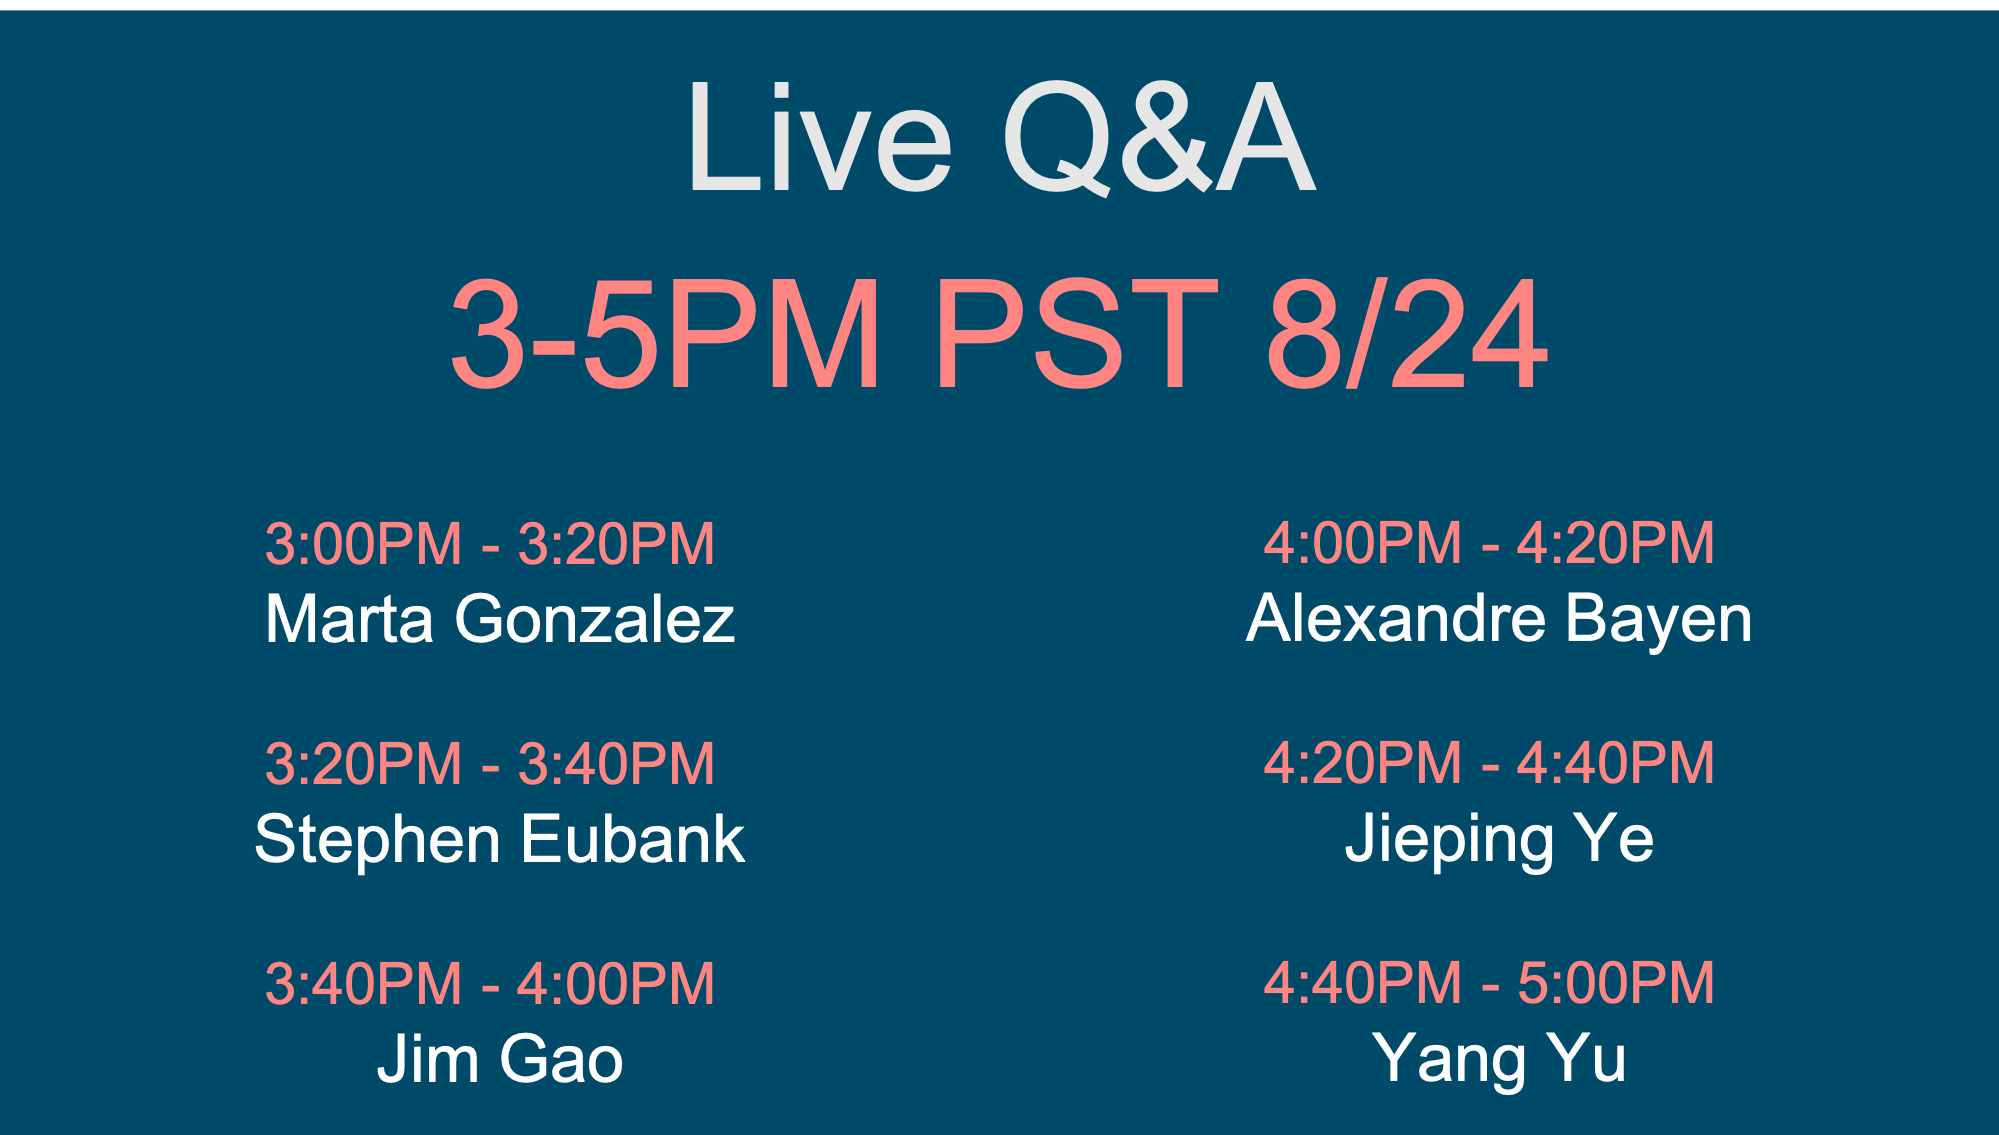 Live Q&A
3-5PM PST 8/24
3:00PM - 3:20PM
Marta Gonzalez
3:20PM - 3:40PM
Stephen Eubank
3:40PM - 4:00PM
Jim Gao
4:00PM - 4:20PM
Alexandre Bayen
4:20PM - 4:40PM
Jieping Ye
4:40PM - 5:00PM
Yang Yu